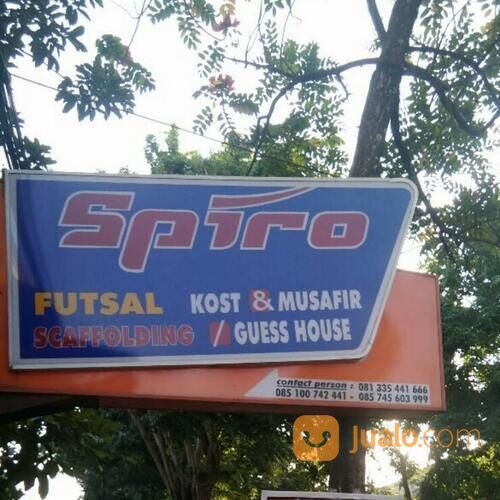 Spiro
FUTSAL KOST & MUSAFIR
SCAFFOLDING / GUESS HOUSE
contact person : 081 335 441 666
085 100 742 441 - 085 745 603 999
Jualo.com